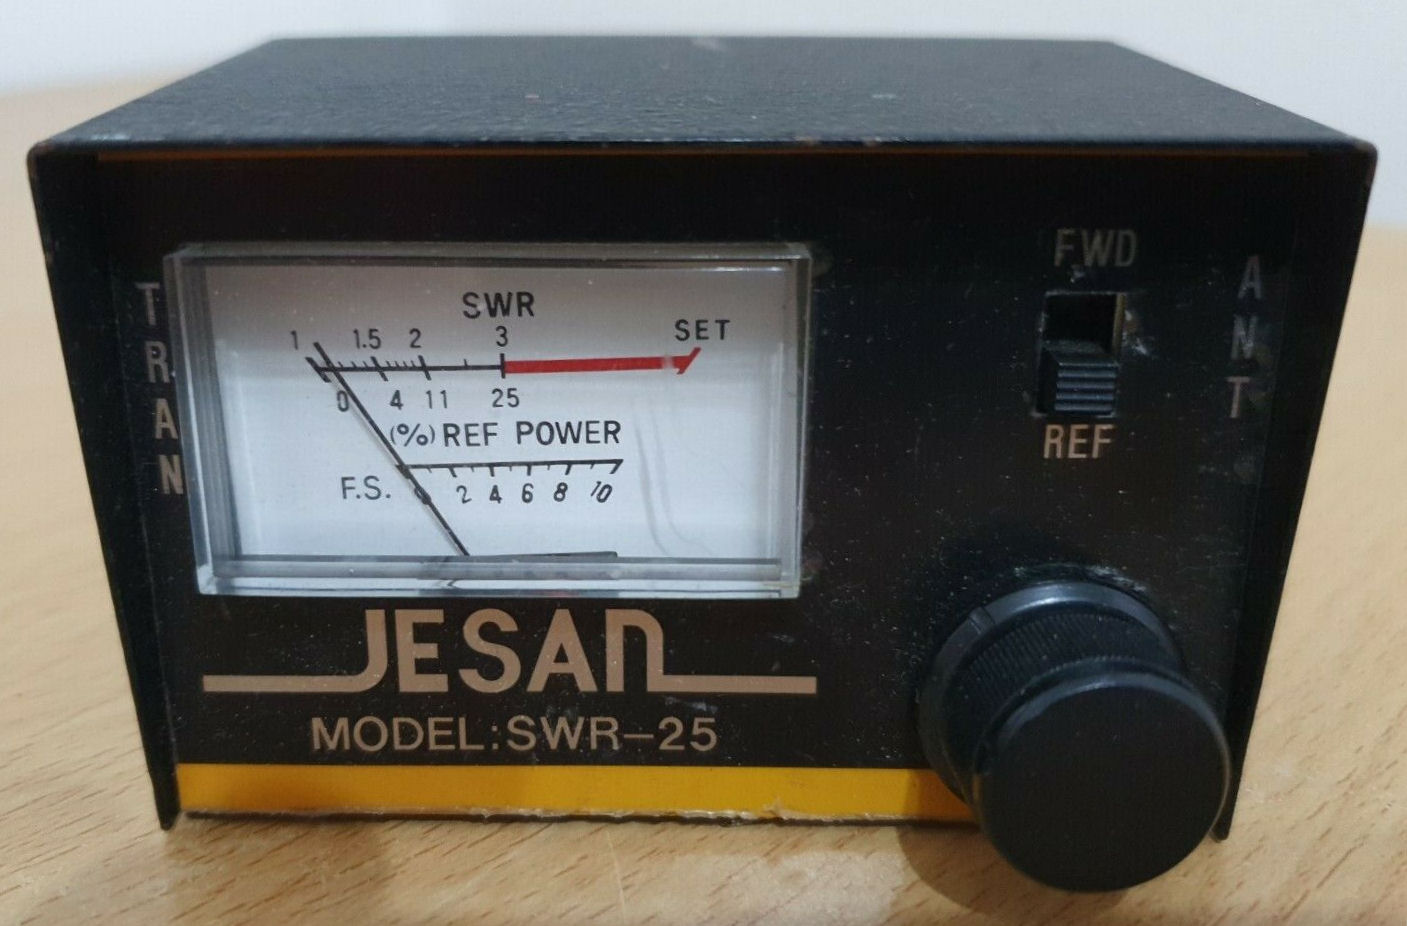 SWR
1 1.5 2 3 SET
0 4 11 25
(%) REF POWER
F.S. 0 2 4 6 8 10
TRAN
FWD
REF
ANT
JESAN
MODEL:SWR-25